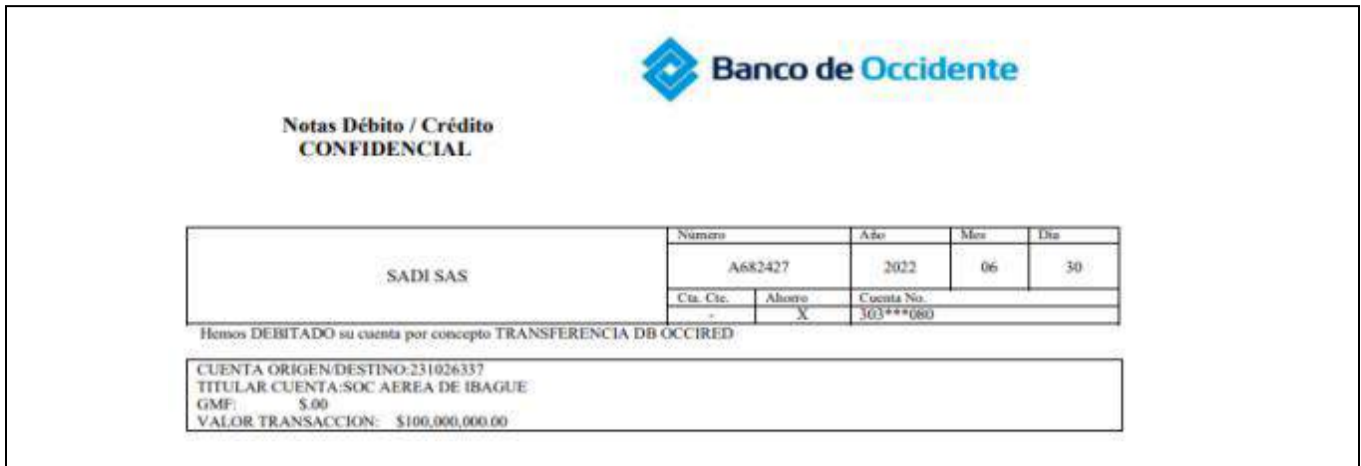 Banco de Occidente
Notas Débito / Crédito
CONFIDENCIAL
Número Año Mes Día
SADI SAS A682427 2022 06 30
Cta. Cte. Ahorro Cuenta No.
- X 303***080
Hemos DEBITADO su cuenta por concepto TRANSFERENCIA DB OCCIRED
CUENTA ORIGEN/DESTINO:231026337
TITULAR CUENTA:SOC AEREA DE IBAGUE
GMF: $.00
VALOR TRANSACCION: $100,000,000.00